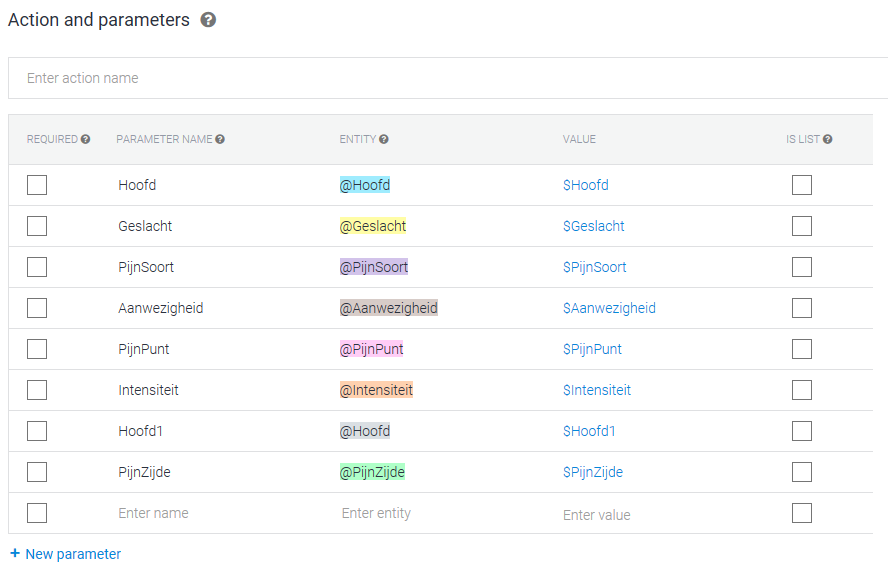 Action and parameters ?
Enter action name
REQUIRED ? PARAMETER NAME ? ENTITY ? VALUE IS LIST ?
Hoofd @Hoofd $Hoofd
Geslacht @Geslacht $Geslacht
PijnSoort @PijnSoort $PijnSoort
Aanwezigheid @Aanwezigheid $Aanwezigheid
PijnPunt @PijnPunt $PijnPunt
Intensiteit @Intensiteit $Intensiteit
Hoofd1 @Hoofd $Hoofd1
PijnZijde @PijnZijde $PijnZijde
Enter name Enter entity Enter value
+ New parameter